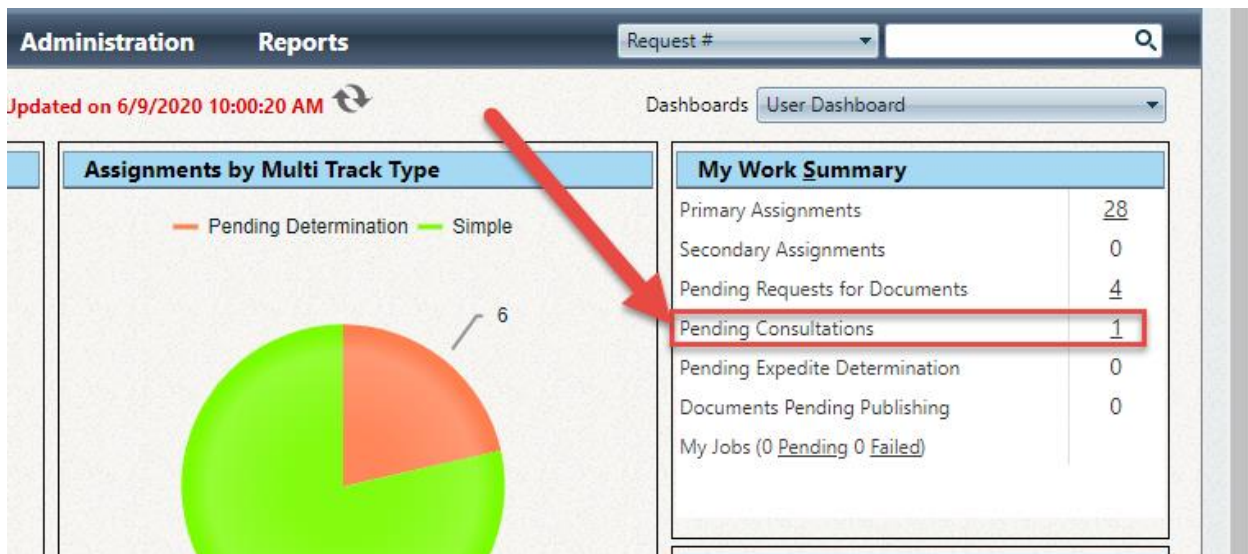 Administration Reports Request #
Updated on 6/9/2020 10:00:20 AM Dashboards User Dashboard
Assignments by Multi Track Type
Pending Determination Simple
6
My Work Summary
Primary Assignments 28
Secondary Assignments 0
Pending Requests for Documents 4
Pending Consultations 1
Pending Expedite Determination 0
Documents Pending Publishing 0
My Jobs (0 Pending 0 Failed)